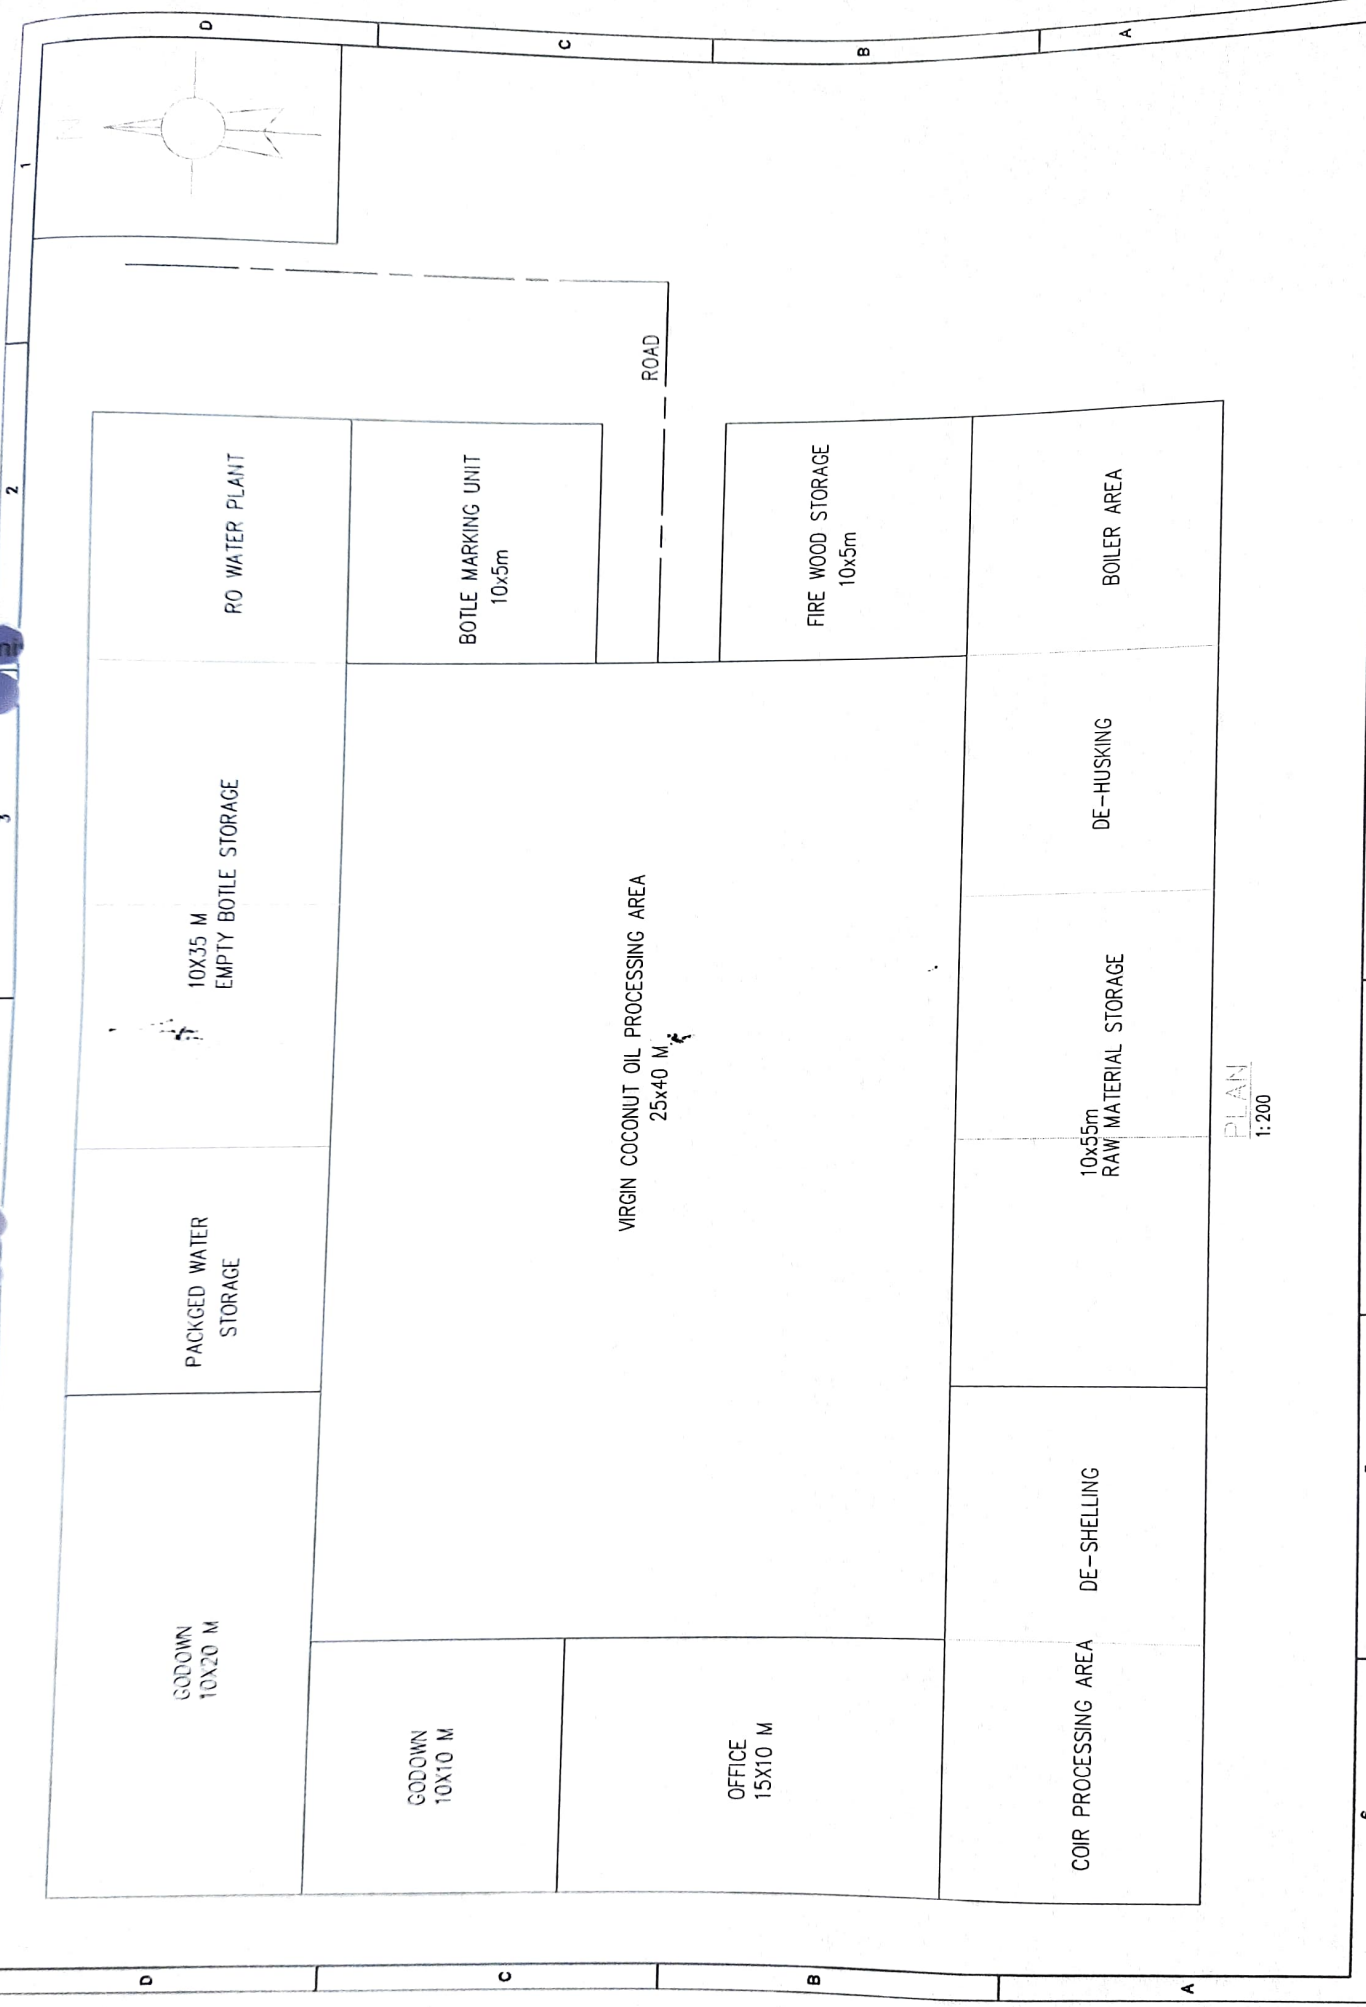 D
C
B
A
1
N
2
3
ROAD
RO WATER PLANT
BOTLE MARKING UNIT
10x5m
FIRE WOOD STORAGE
10x5m
BOILER AREA
10X35 M
EMPTY BOTLE STORAGE
DE-HUSKING
VIRGIN COCONUT OIL PROCESSING AREA
25x40 M
10x55m
RAW MATERIAL STORAGE
PACKGED WATER
STORAGE
GODOWN
10X20 M
GODOWN
10X10 M
OFFICE
15X10 M
DE-SHELLING
COIR PROCESSING AREA
PLAN
1:200
D
C
B
A